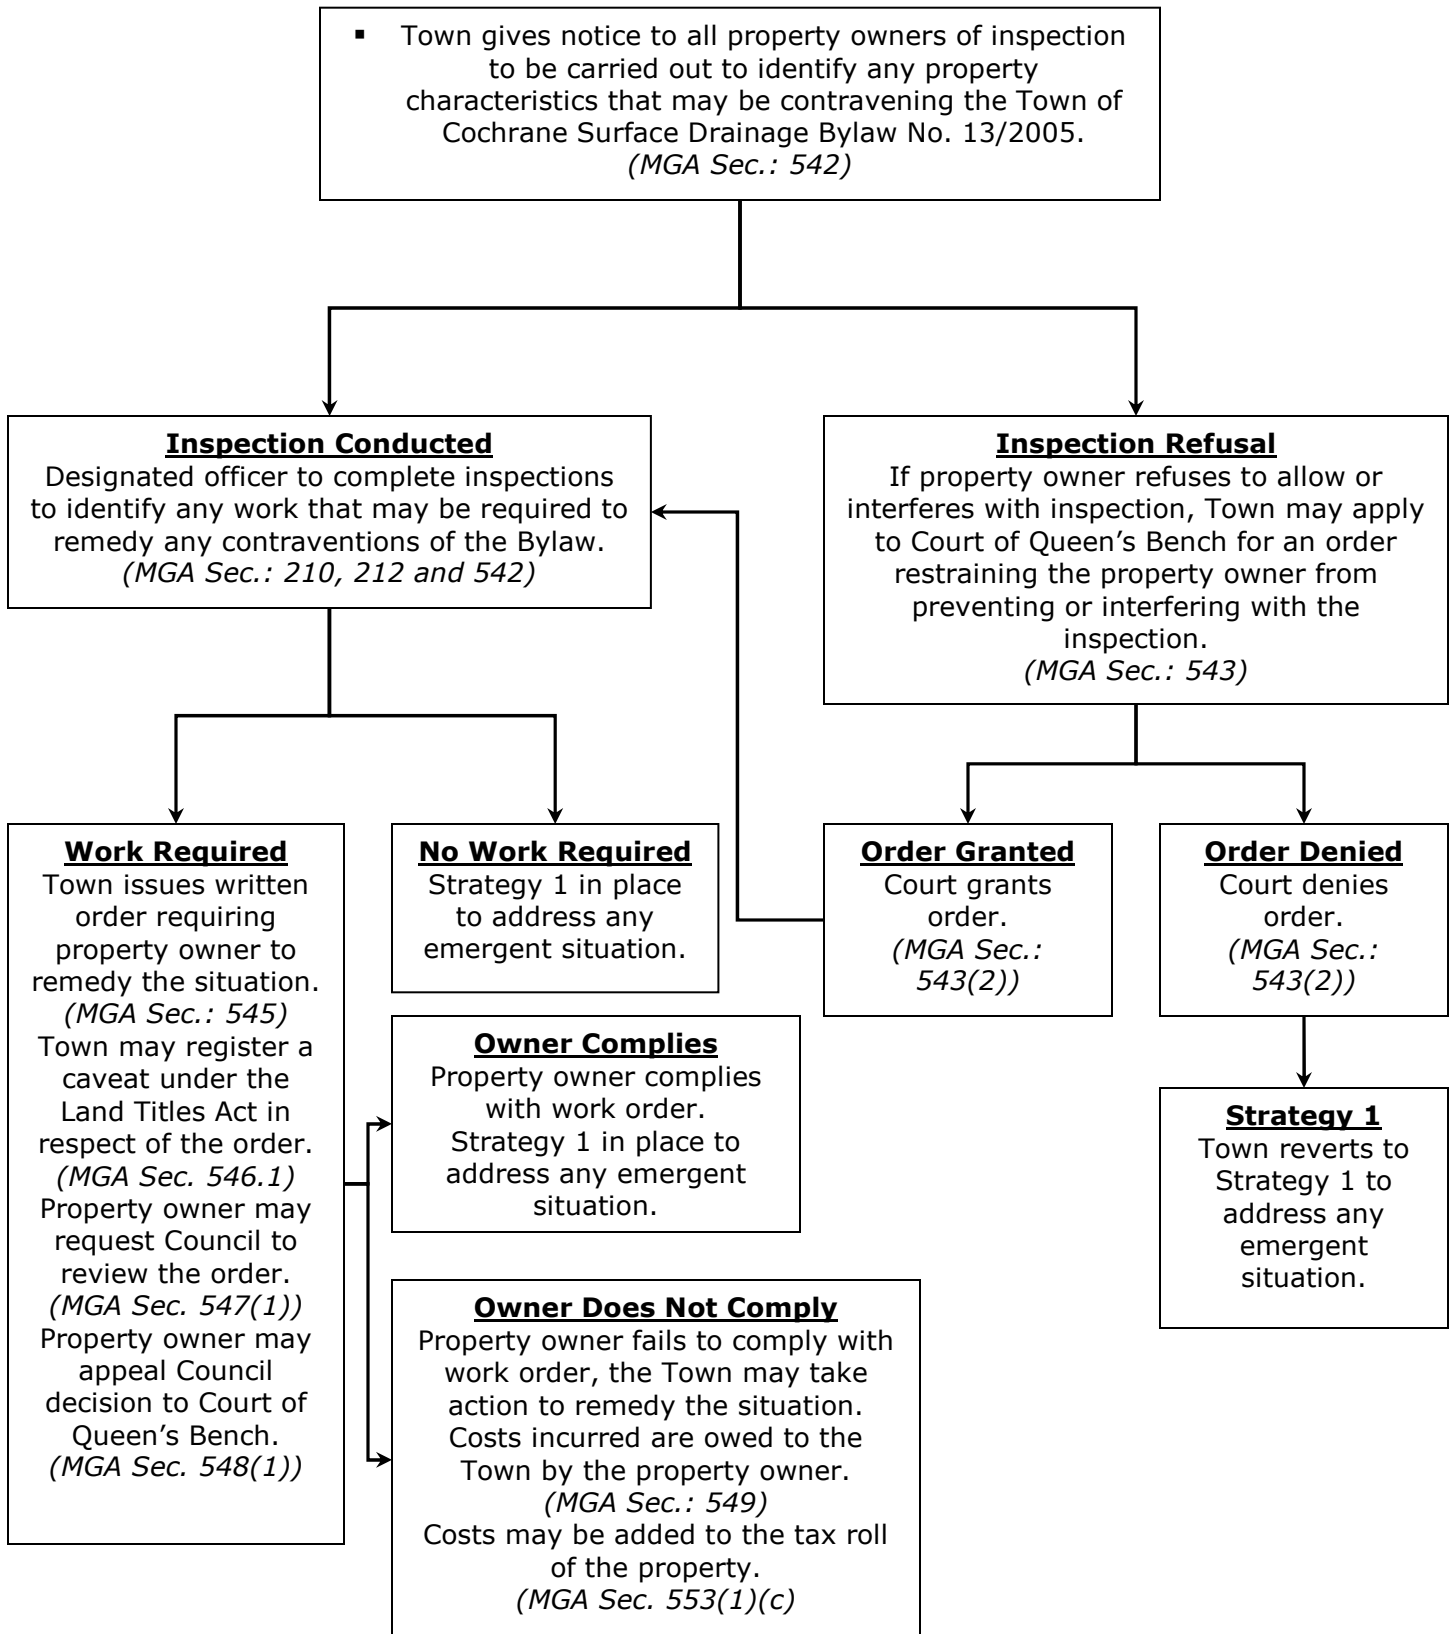 ▪ Town gives notice to all property owners of inspection
to be carried out to identify any property
characteristics that may be contravening the Town of
Cochrane Surface Drainage Bylaw No. 13/2005.
(MGA Sec.: 542)
Inspection Conducted
Designated officer to complete inspections
to identify any work that may be required to
remedy any contraventions of the Bylaw.
(MGA Sec.: 210, 212 and 542)
Inspection Refusal
If property owner refuses to allow or
interferes with inspection, Town may apply
to Court of Queen’s Bench for an order
restraining the property owner from
preventing or interfering with the
inspection.
(MGA Sec.: 543)
Work Required
Town issues written
order requiring
property owner to
remedy the situation.
(MGA Sec.: 545)
Town may register a
caveat under the
Land Titles Act in
respect of the order.
(MGA Sec. 546.1)
Property owner may
request Council to
review the order.
(MGA Sec. 547(1))
Property owner may
appeal Council
decision to Court of
Queen’s Bench.
(MGA Sec. 548(1))
No Work Required
Strategy 1 in place
to address any
emergent situation.
Order Granted
Court grants
order.
(MGA Sec.:
543(2))
Order Denied
Court denies
order.
(MGA Sec.:
543(2))
Owner Complies
Property owner complies
with work order.
Strategy 1 in place to
address any emergent
situation.
Strategy 1
Town reverts to
Strategy 1 to
address any
emergent
situation.
Owner Does Not Comply
Property owner fails to comply with
work order, the Town may take
action to remedy the situation.
Costs incurred are owed to the
Town by the property owner.
(MGA Sec.: 549)
Costs may be added to the tax roll
of the property.
(MGA Sec. 553(1)(c)